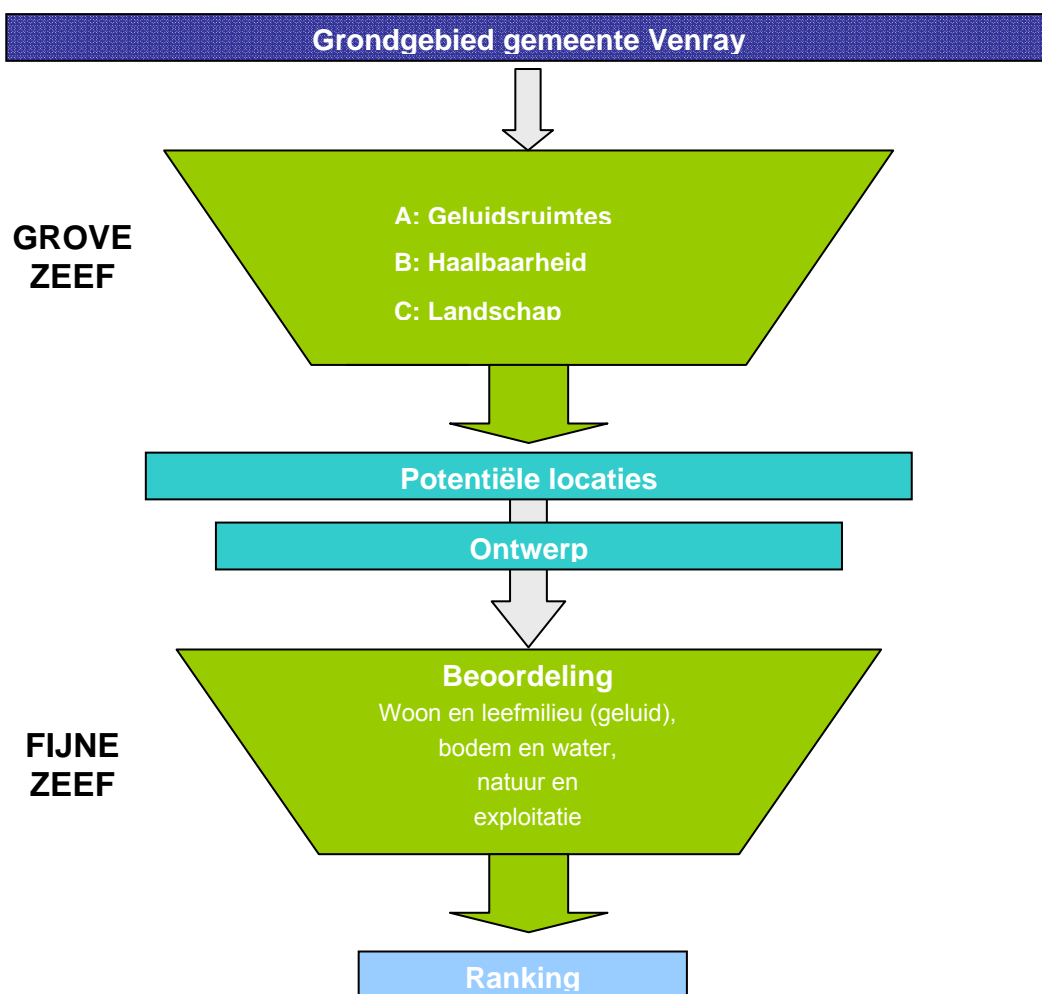 Grondgebied gemeente Venray
GROVE
ZEEF
A: Geluidsruimtes
B: Haalbaarheid
C: Landschap
Potentiële locaties
Ontwerp
FIJNE
ZEEF
Beoordeling
Woon en leefmilieu (geluid),
bodem en water,
natuur en
exploitatie
Ranking